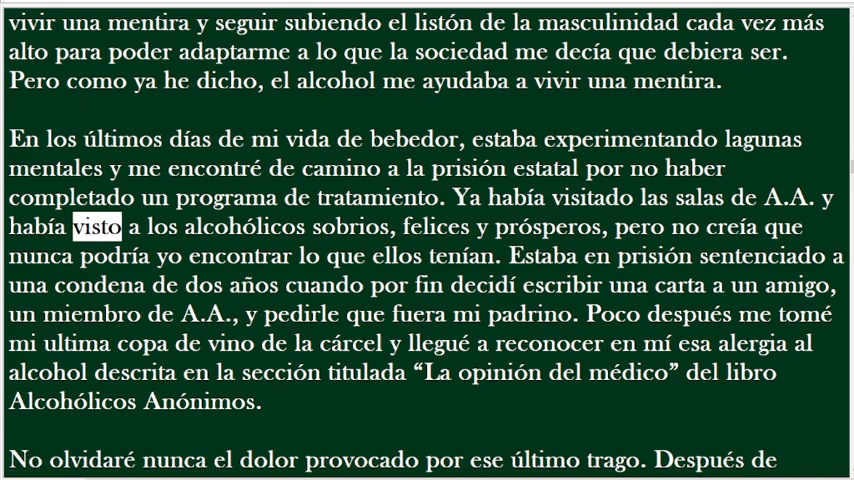 vivir una mentira y seguir subiendo el listón de la masculinidad cada vez más
alto para poder adaptarme a lo que la sociedad me decía que debiera ser.
Pero como ya he dicho, el alcohol me ayudaba a vivir una mentira.
En los últimos días de mi vida de bebedor, estaba experimentando lagunas
mentales y me encontré de camino a la prisión estatal por no haber
completado un programa de tratamiento. Ya había visitado las salas de A.A. y
había visto a los alcohólicos sobrios, felices y prósperos, pero no creía que
nunca podría yo encontrar lo que ellos tenían. Estaba en prisión sentenciado a
una condena de dos años cuando por fin decidí escribir una carta a un amigo,
un miembro de A.A., y pedirle que fuera mi padrino. Poco después me tomé
mi ultima copa de vino de la cárcel y llegué a reconocer en mí esa alergia al
alcohol descrita en la sección titulada “La opinión del médico” del libro
Alcohólicos Anónimos.
No olvidaré nunca el dolor provocado por ese último trago. Después de